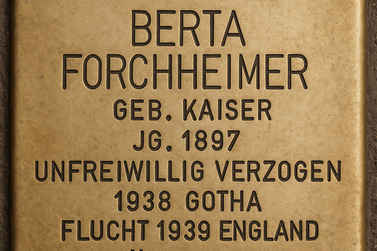 BERTA
FORCHHEIMER
GEB. KAISER
JG. 1897
UNFREIWILLIG VERZOGEN
1938 GOTHA
FLUCHT 1939 ENGLAND